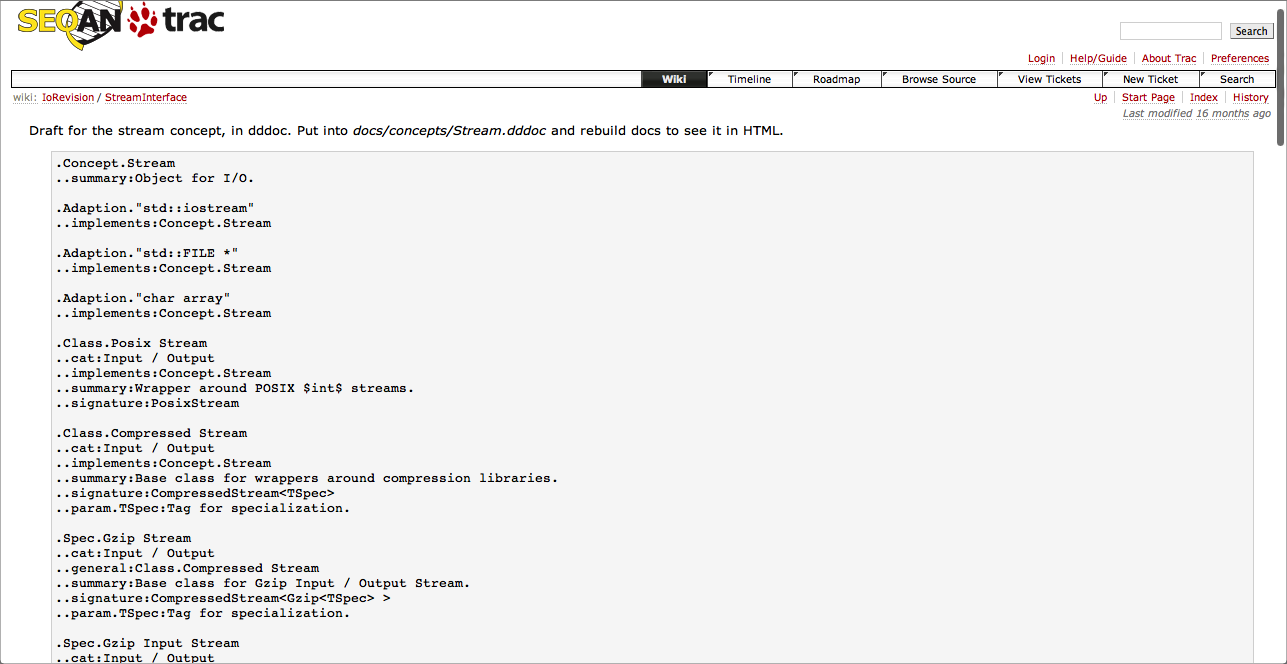 SEQAN trac
Search
Login Help/Guide About Trac Preferences
Wiki Timeline Roadmap Browse Source View Tickets New Ticket Search
wiki: IoRevision / StreamInterface
Up Start Page Index History
Last modified 16 months ago
Draft for the stream concept, in dddoc. Put into docs/concepts/Stream.dddoc and rebuild docs to see it in HTML.
.Concept.Stream
..summary:Object for I/O.
.Adaption."std::iostream"
..implements:Concept.Stream
.Adaption."std::FILE *"
..implements:Concept.Stream
.Adaption."char array"
..implements:Concept.Stream
.Class.Posix Stream
..cat:Input / Output
..implements:Concept.Stream
..summary:Wrapper around POSIX $int$ streams.
..signature:PosixStream
.Class.Compressed Stream
..cat:Input / Output
..implements:Concept.Stream
..summary:Base class for wrappers around compression libraries.
..signature:CompressedStream<TSpec>
..param.TSpec:Tag for specialization.
.Spec.Gzip Stream
..cat:Input / Output
..general:Class.Compressed Stream
..summary:Base class for Gzip Input / Output Stream.
..signature:CompressedStream<Gzip<TSpec> >
..param.TSpec:Tag for specialization.
.Spec.Gzip Input Stream
..cat:Input / Output